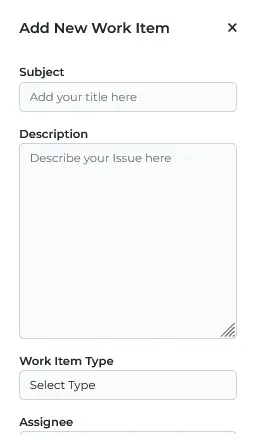 Add New Work Item ×
Subject
Add your title here
Description
Describe your Issue here
Work Item Type
Select Type
Assignee